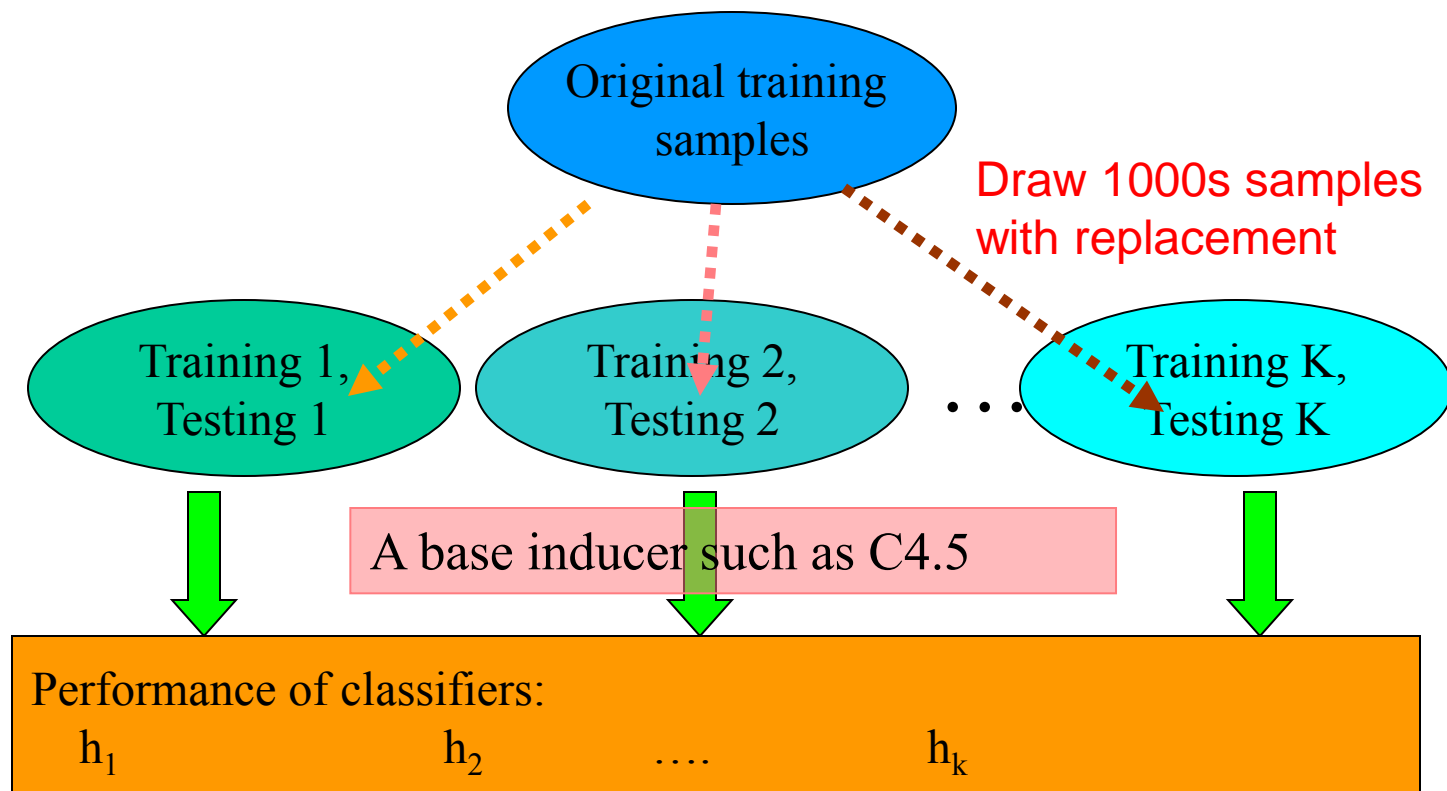 Original training
samples
Draw 1000s samples
with replacement
Training 1,
Testing 1
Training 2,
Testing 2
. . .
Training K,
Testing K
A base inducer such as C4.5
Performance of classifiers:
h1 h2 …. hk